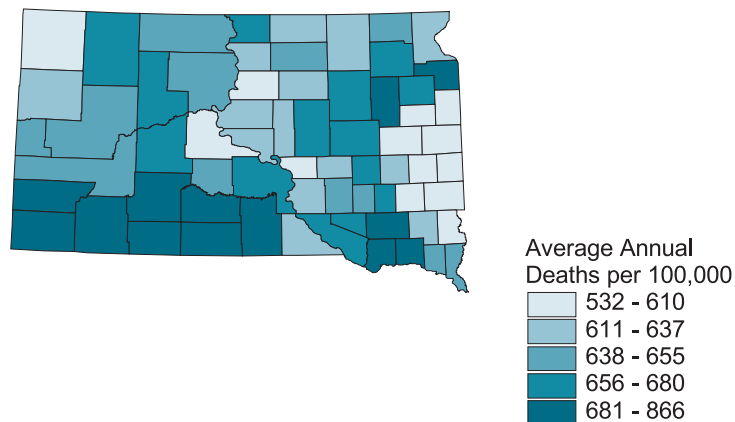 Average Annual
Deaths per 100,000
532 - 610
611 - 637
638 - 655
656 - 680
681 - 866